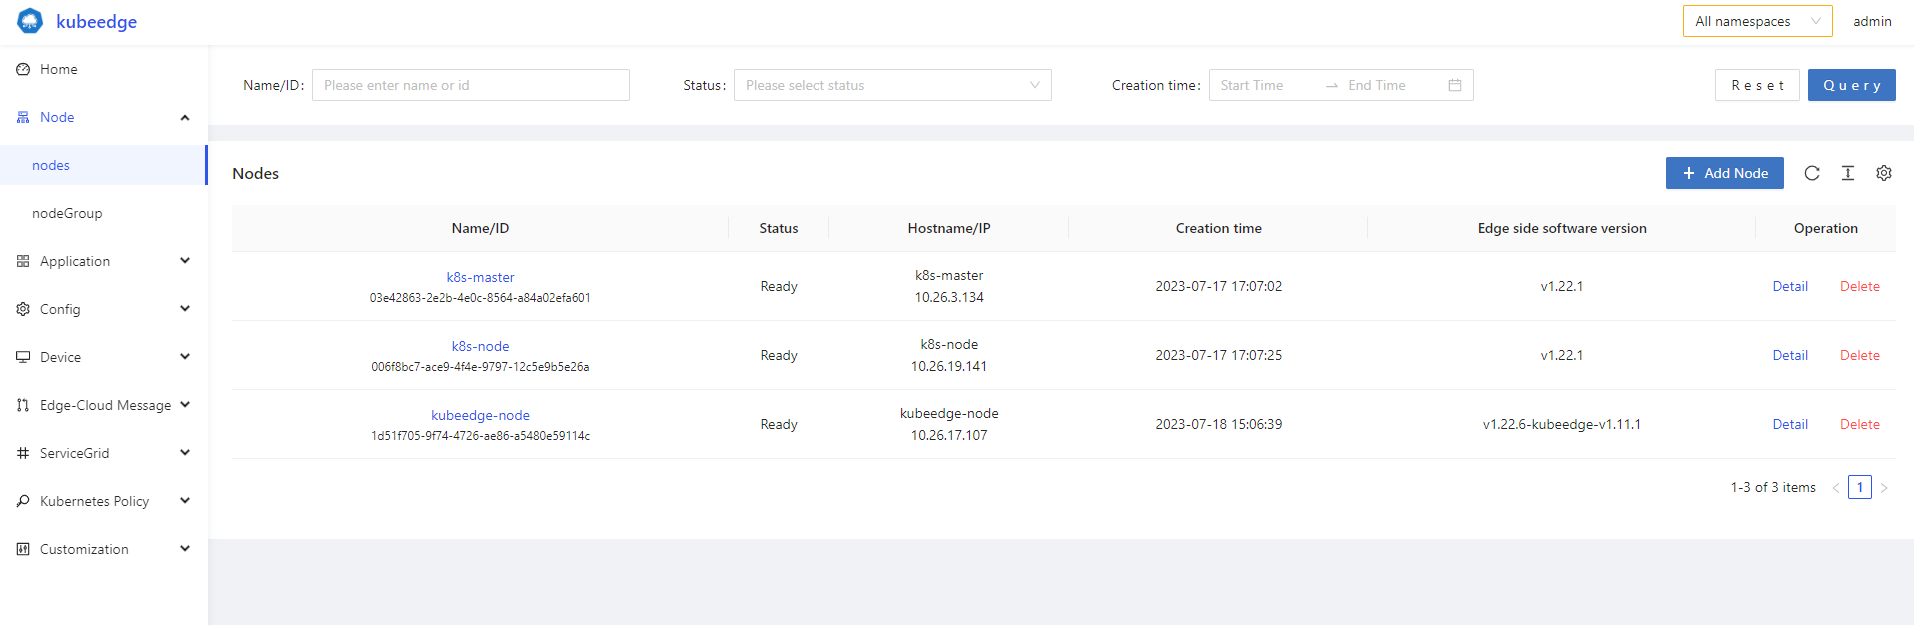 kubeedge
All namespaces
admin
Home
Node
nodes
nodeGroup
Application
Config
Device
Edge-Cloud Message
ServiceGrid
Kubernetes Policy
Customization
Name/ID: Please enter name or id
Status: Please select status
Creation time: Start Time → End Time
Reset
Query
Nodes
+ Add Node
Name/ID Status Hostname/IP Creation time Edge side software version Operation
k8s-master
03e42863-2e2b-4e0c-8564-a84a02efa601
Ready
k8s-master
10.26.3.134
2023-07-17 17:07:02
v1.22.1
Detail Delete
k8s-node
006f8bc7-ace9-4f4e-9797-12c5e9b5e26a
Ready
k8s-node
10.26.19.141
2023-07-17 17:07:25
v1.22.1
Detail Delete
kubeedge-node
1d51f705-9f74-4726-ae86-a5480e59114c
Ready
kubeedge-node
10.26.17.107
2023-07-18 15:06:39
v1.22.6-kubeedge-v1.11.1
Detail Delete
1-3 of 3 items < 1 >